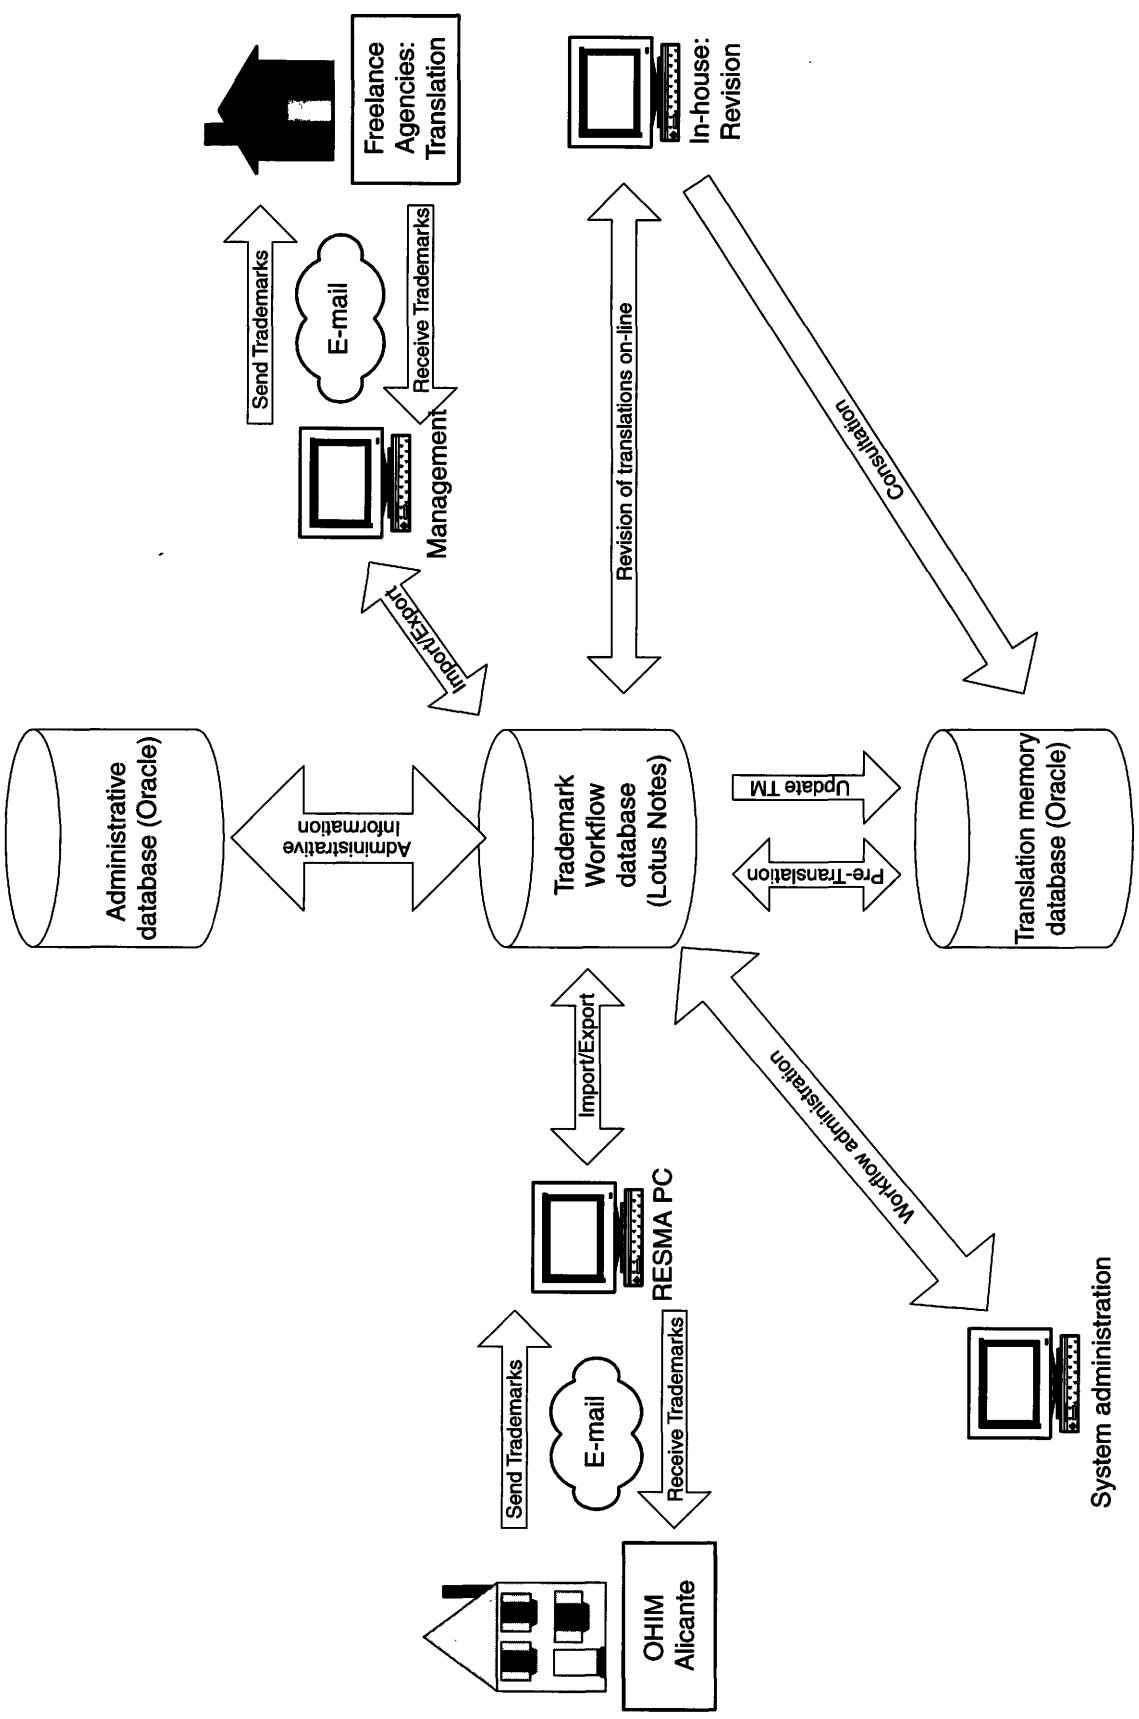 Administrative
database (Oracle)
Freelance
Agencies:
Translation
Send Trademarks
E-mail
Receive Trademarks
Management
Import/Export
Administrative
Information
OHIM
Alicante
Send Trademarks
E-mail
Receive Trademarks
RESMA PC
Import/Export
Trademark
Workflow
database
(Lotus Notes)
Revision of translations on-line
In-house:
Revision
Workflow administration
Pre-Translation
Update TM
Consultation
System administration
Translation memory
database (Oracle)